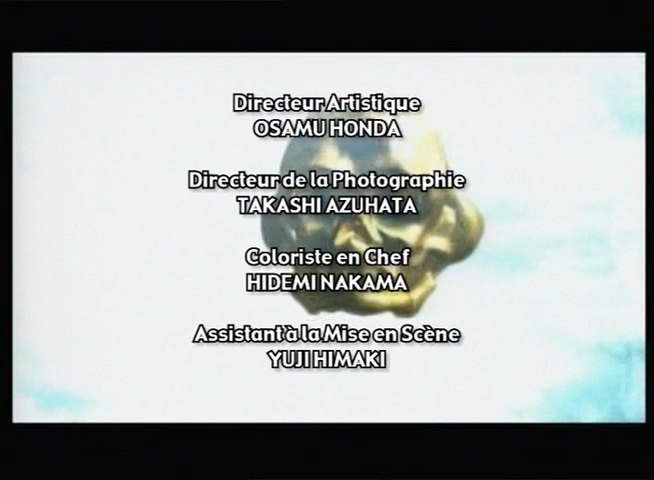 Directeur Artistique
OSAMU HONDA
Directeur de la Photographie
TAKASHI AZUHATA
Coloriste en Chef
HIDEMI NAKAMA
Assistant à la Mise en Scène
YUJI HIMAKI